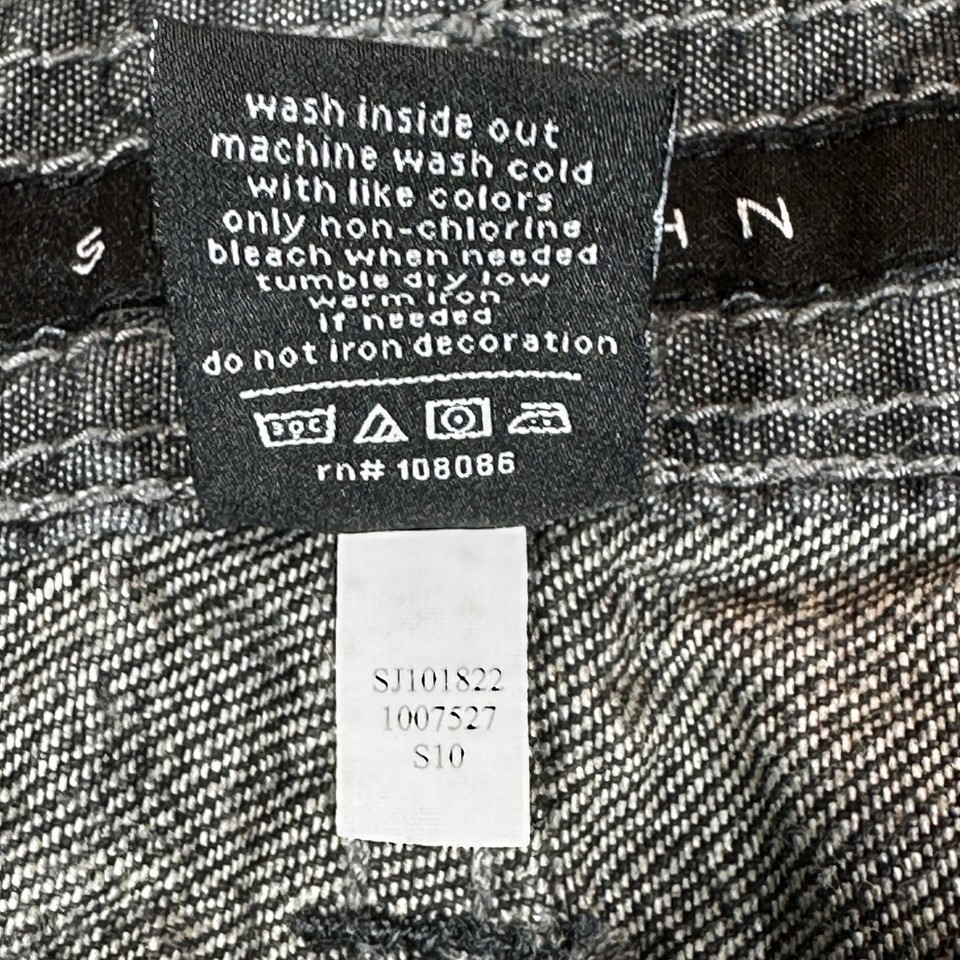 wash inside out
machine wash cold
with like colors
only non-chlorine
bleach when needed
tumble dry low
warm iron
if needed
do not iron decoration
30C
rn# 108086
S HN
SJ101822
1007527
S10